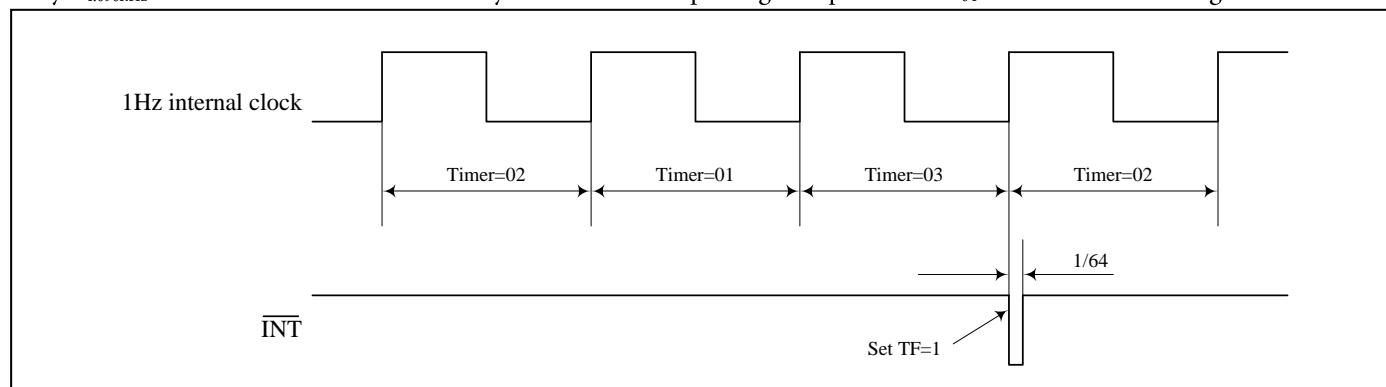 1Hz internal clock
Timer=02
Timer=01
Timer=03
Timer=02
1/64
INT
Set TF=1